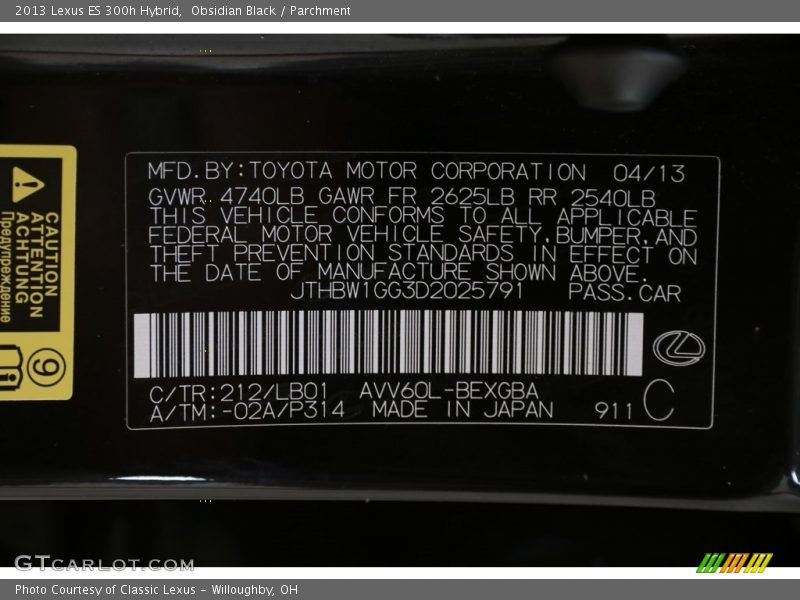 2013 Lexus ES 300h Hybrid, Obsidian Black / Parchment
CAUTION
ATTENTION
ACHTUNG
Предупреждение
MFD.BY:TOYOTA MOTOR CORPORATION 04/13
GVWR 4740LB GAWR FR 2625LB RR 2540LB
THIS VEHICLE CONFORMS TO ALL APPLICABLE
FEDERAL MOTOR VEHICLE SAFETY,BUMPER,AND
THEFT PREVENTION STANDARDS IN EFFECT ON
THE DATE OF MANUFACTURE SHOWN ABOVE.
JTHBW1GG3D2025791 PASS.CAR
C/TR:212/LB01 AVV60L-BEXGBA
A/TM:-02A/P314 MADE IN JAPAN 911 C
GTCARLOT.COM
Photo Courtesy of Classic Lexus - Willoughby, OH